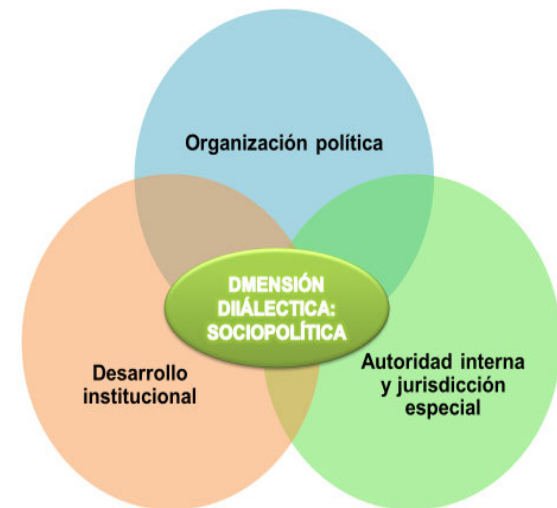 Organización política
DMENSIÓN
DIIÁLECTICA:
SOCIOPOLÍTICA
Desarrollo
institucional
Autoridad interna
y jurisdicción
especial